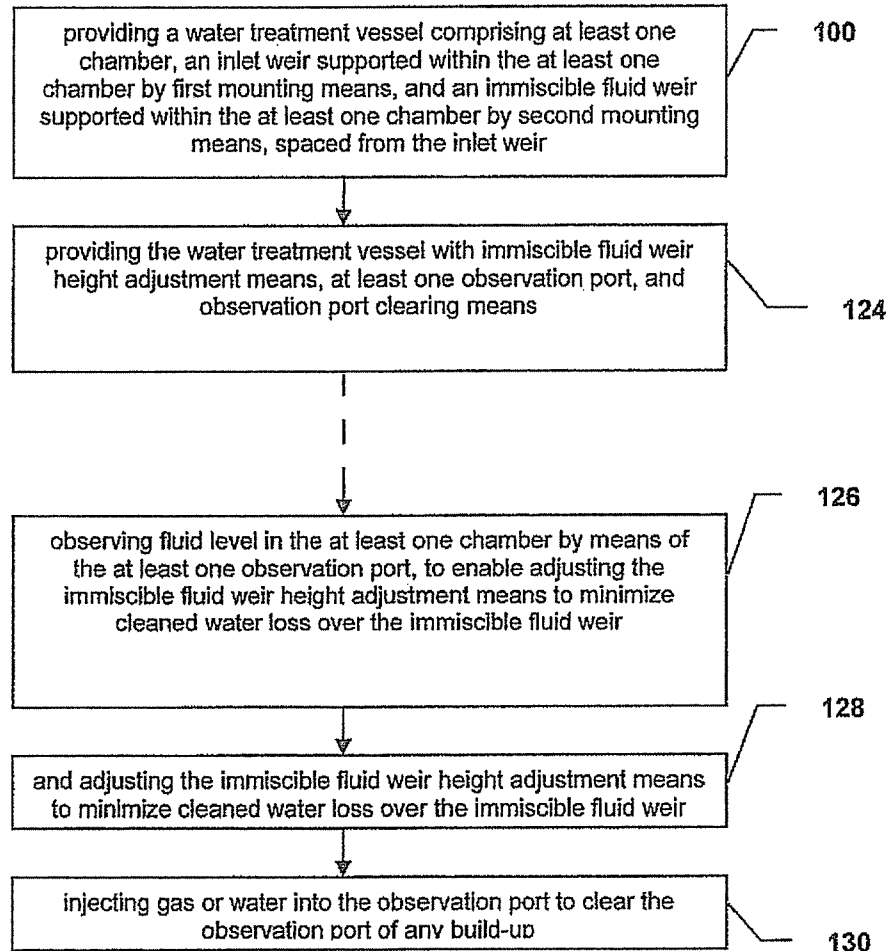 providing a water treatment vessel comprising at least one
chamber, an inlet weir supported within the at least one
chamber by first mounting means, and an immiscible fluid weir
supported within the at least one chamber by second mounting
means, spaced from the inlet weir
100
providing the water treatment vessel with immiscible fluid weir
height adjustment means, at least one observation port, and
observation port clearing means
124
126
observing fluid level in the at least one chamber by means of
the at least one observation port, to enable adjusting the
immiscible fluid weir height adjustment means to minimize
cleaned water loss over the immiscible fluid weir
128
and adjusting the immiscible fluid weir height adjustment means
to minimize cleaned water loss over the immiscible fluid weir
injecting gas or water into the observation port to clear the
observation port of any build-up
130